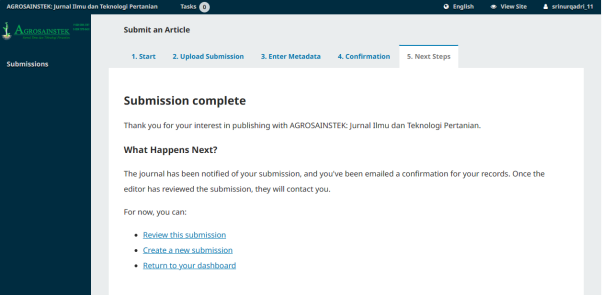 AGROSAINSTEK: Jurnal Ilmu dan Teknologi Pertanian Tasks 0 English View Site srinurqadri_11
AGROSAINSTEK
Submissions
Submit an Article
1. Start 2. Upload Submission 3. Enter Metadata 4. Confirmation 5. Next Steps
Submission complete
Thank you for your interest in publishing with AGROSAINSTEK: Jurnal Ilmu dan Teknologi Pertanian.
What Happens Next?
The journal has been notified of your submission, and you've been emailed a confirmation for your records. Once the
editor has reviewed the submission, they will contact you.
For now, you can:
Review this submission
Create a new submission
Return to your dashboard